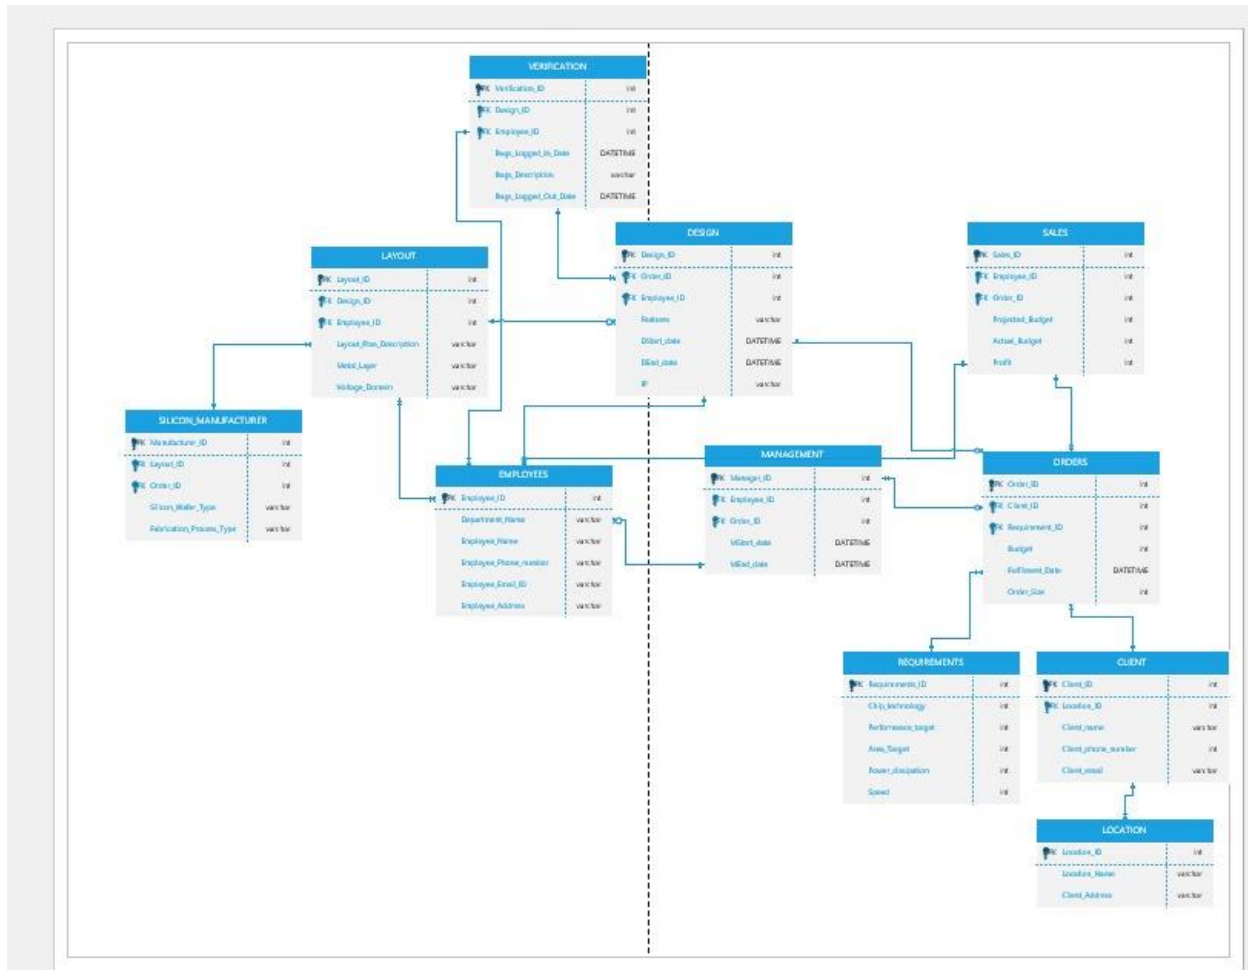 VERIFICATION
PK Verification_ID int
FK Design_ID int
FK Employee_ID int
Bugs_Logged_In_Date DATETIME
Bugs_Description varchar
Bugs_Logged_Out_Date DATETIME
DESIGN
PK Design_ID int
FK Order_ID int
FK Employee_ID int
Features varchar
DStart_date DATETIME
DEnd_date DATETIME
IP varchar
SALES
PK Sales_ID int
FK Employee_ID int
FK Order_ID int
Projected_Budget int
Actual_Budget int
Profit int
LAYOUT
PK Layout_ID int
FK Design_ID int
FK Employee_ID int
Layout_Plan_Description varchar
Metal_Layer varchar
Voltage_Domain varchar
SILICON_MANUFACTURER
PK Manufacturer_ID int
FK Layout_ID int
FK Order_ID int
Silicon_Wafer_Type varchar
Fabrication_Process_Type varchar
EMPLOYEES
PK Employee_ID int
Department_Name varchar
Employee_Name varchar
Employee_Phone_number varchar
Employee_Email_ID varchar
Employee_Address varchar
MANAGEMENT
PK Manager_ID int
FK Employee_ID int
FK Order_ID int
MStart_date DATETIME
MEnd_date DATETIME
ORDERS
PK Order_ID int
FK Client_ID int
FK Requirement_ID int
Budget int
Fulfilment_Date DATETIME
Order_Size int
REQUIREMENTS
PK Requirements_ID int
Chip_technology int
Performance_target int
Area_Target int
Power_dissipation int
Speed int
CLIENT
PK Client_ID int
FK Location_ID int
Client_name varchar
Client_phone_number int
Client_email varchar
LOCATION
PK Location_ID int
Location_Name varchar
Client_Address varchar